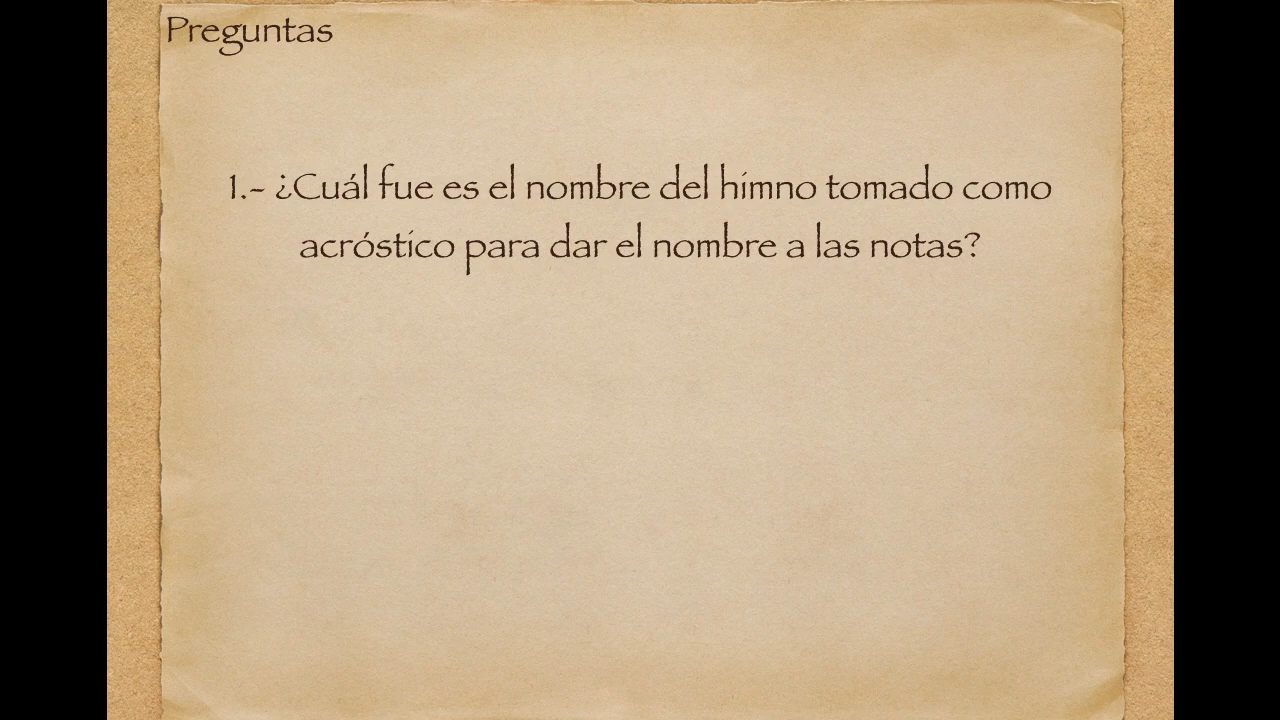 Preguntas
1.- ¿Cuál fue es el nombre del himno tomado como
acróstico para dar el nombre a las notas?